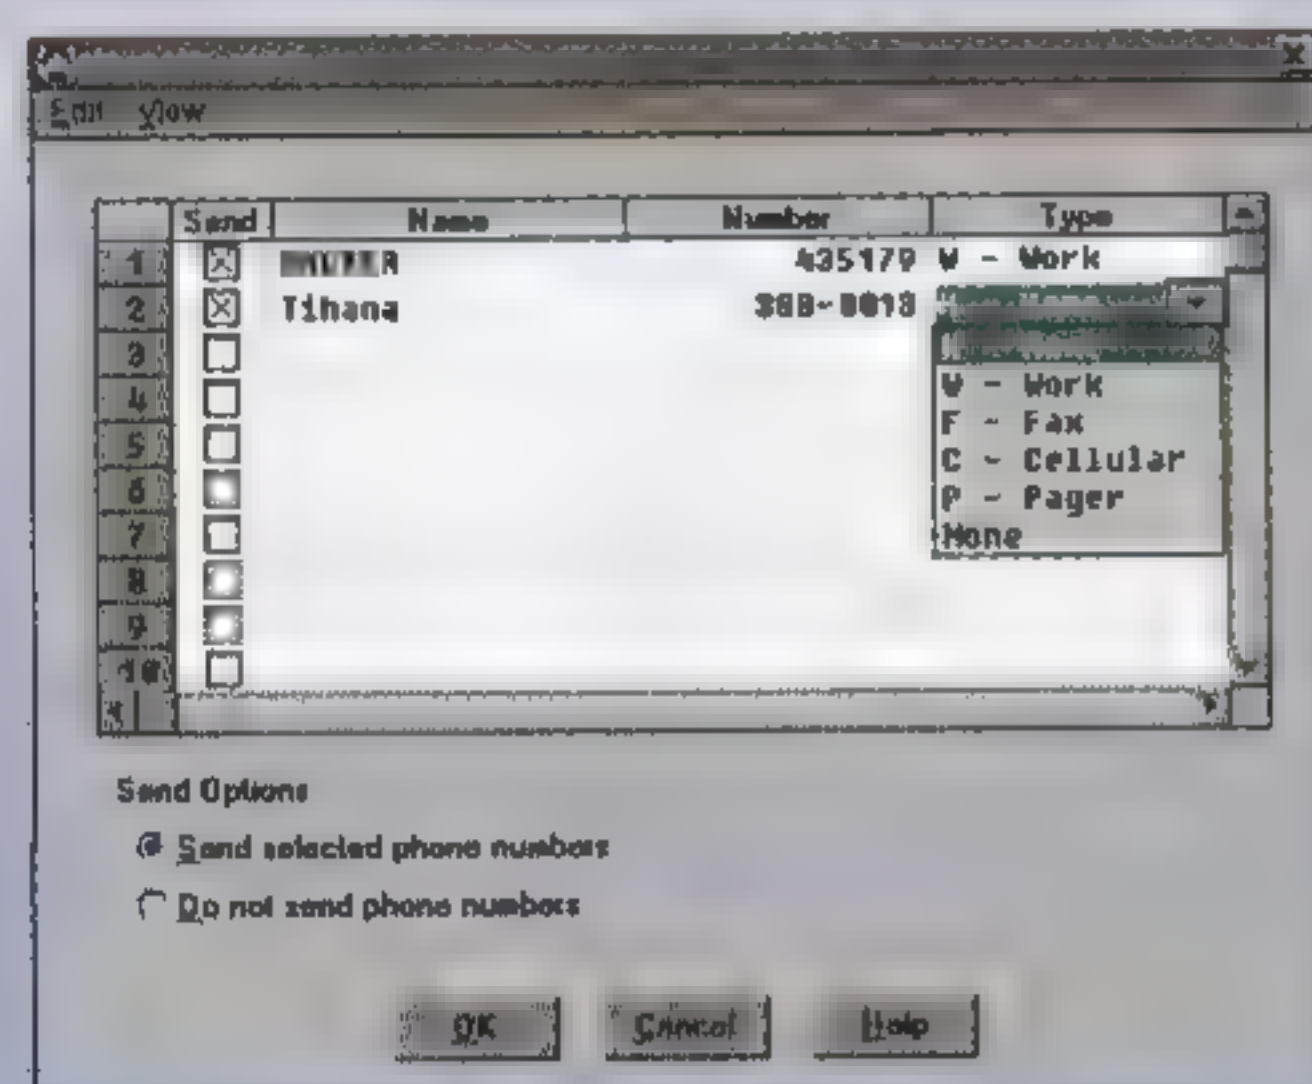 Edit View
Send Name Number Type
1 435179 W - Work
2 Tihana
3
4 W - Work
5 F - Fax
6 C - Cellular
7 P - Pager
8 None
9
10
Send Options
Send selected phone numbers
Do not send phone numbers
OK Cancel Help